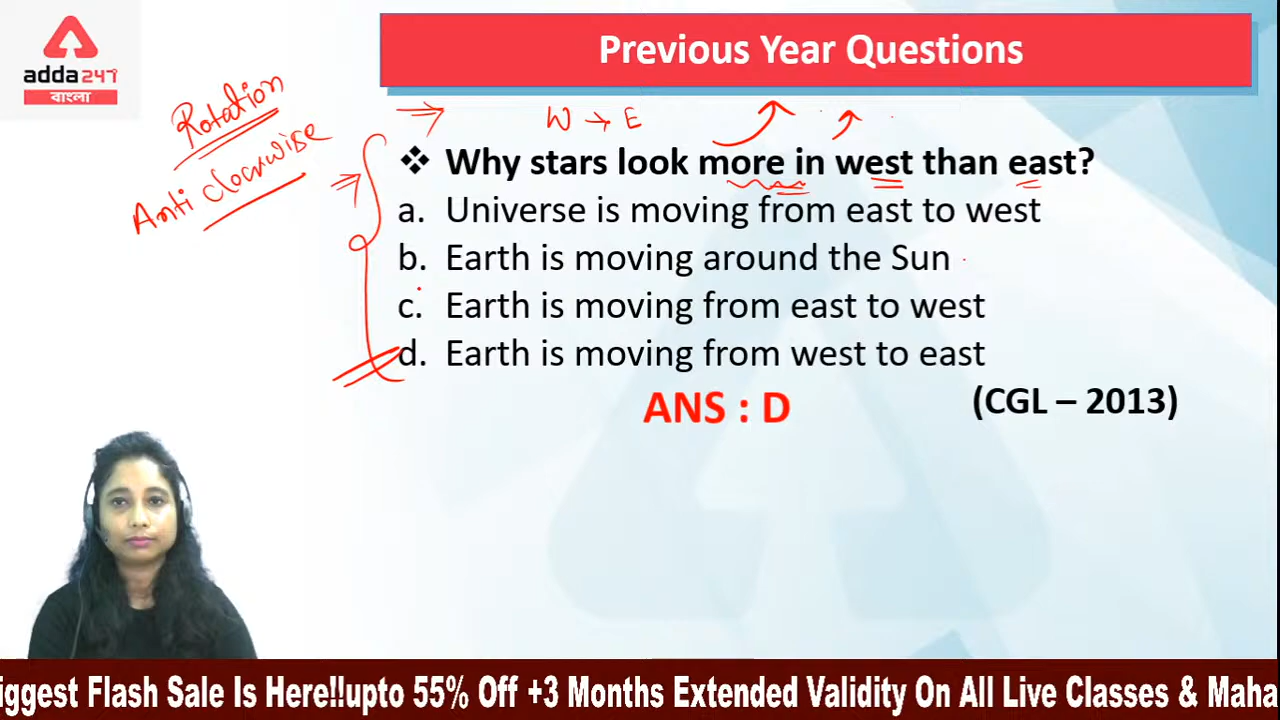 adda247
বাংলা
Previous Year Questions
Rotation
Anti clocrwise
W → E
❖ Why stars look more in west than east?
a. Universe is moving from east to west
b. Earth is moving around the Sun
c. Earth is moving from east to west
d. Earth is moving from west to east
ANS : D
(CGL – 2013)
iggest Flash Sale Is Here!!upto 55% Off +3 Months Extended Validity On All Live Classes & Maha